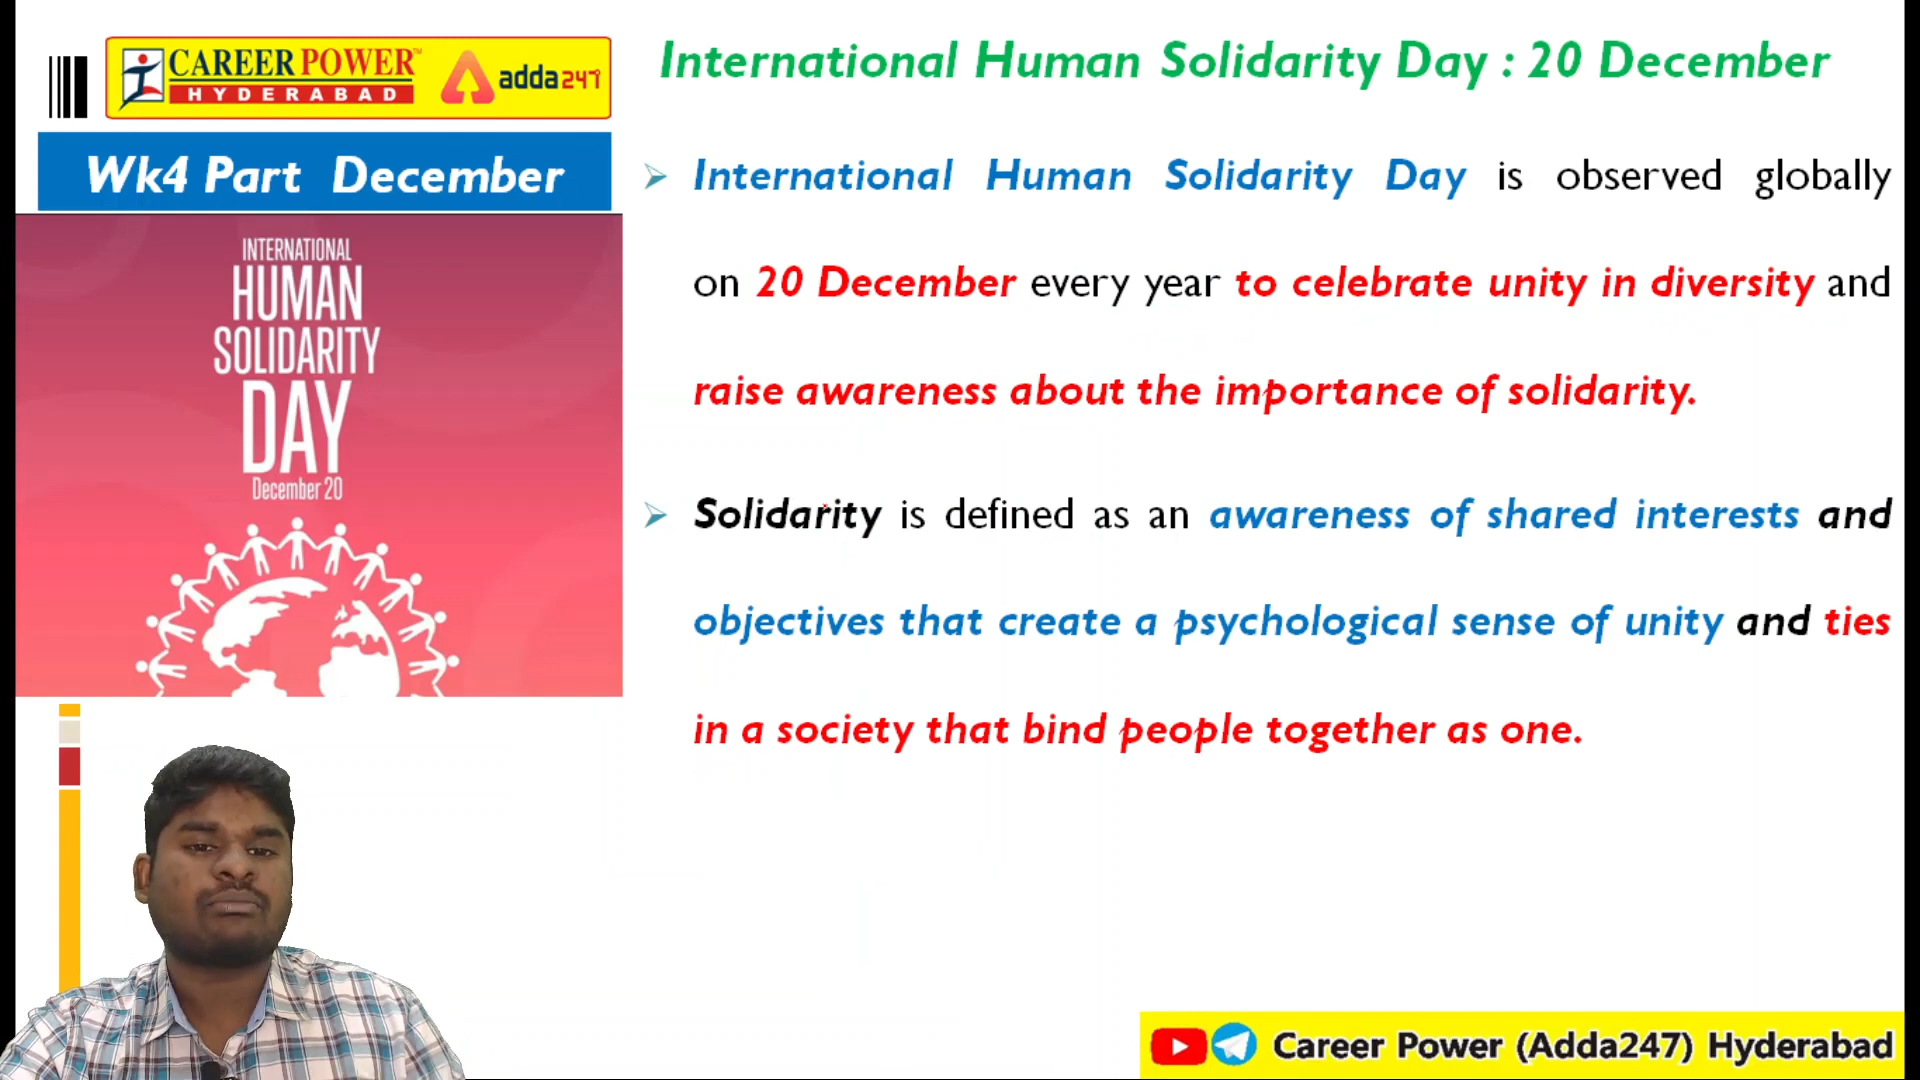 CAREER POWER™
HYDERABAD
adda247
Wk4 Part December
INTERNATIONAL
HUMAN
SOLIDARITY
DAY
December 20
International Human Solidarity Day : 20 December
International Human Solidarity Day is observed globally
on 20 December every year to celebrate unity in diversity and
raise awareness about the importance of solidarity.
Solidarity is defined as an awareness of shared interests and
objectives that create a psychological sense of unity and ties
in a society that bind people together as one.
Career Power (Adda247) Hyderabad